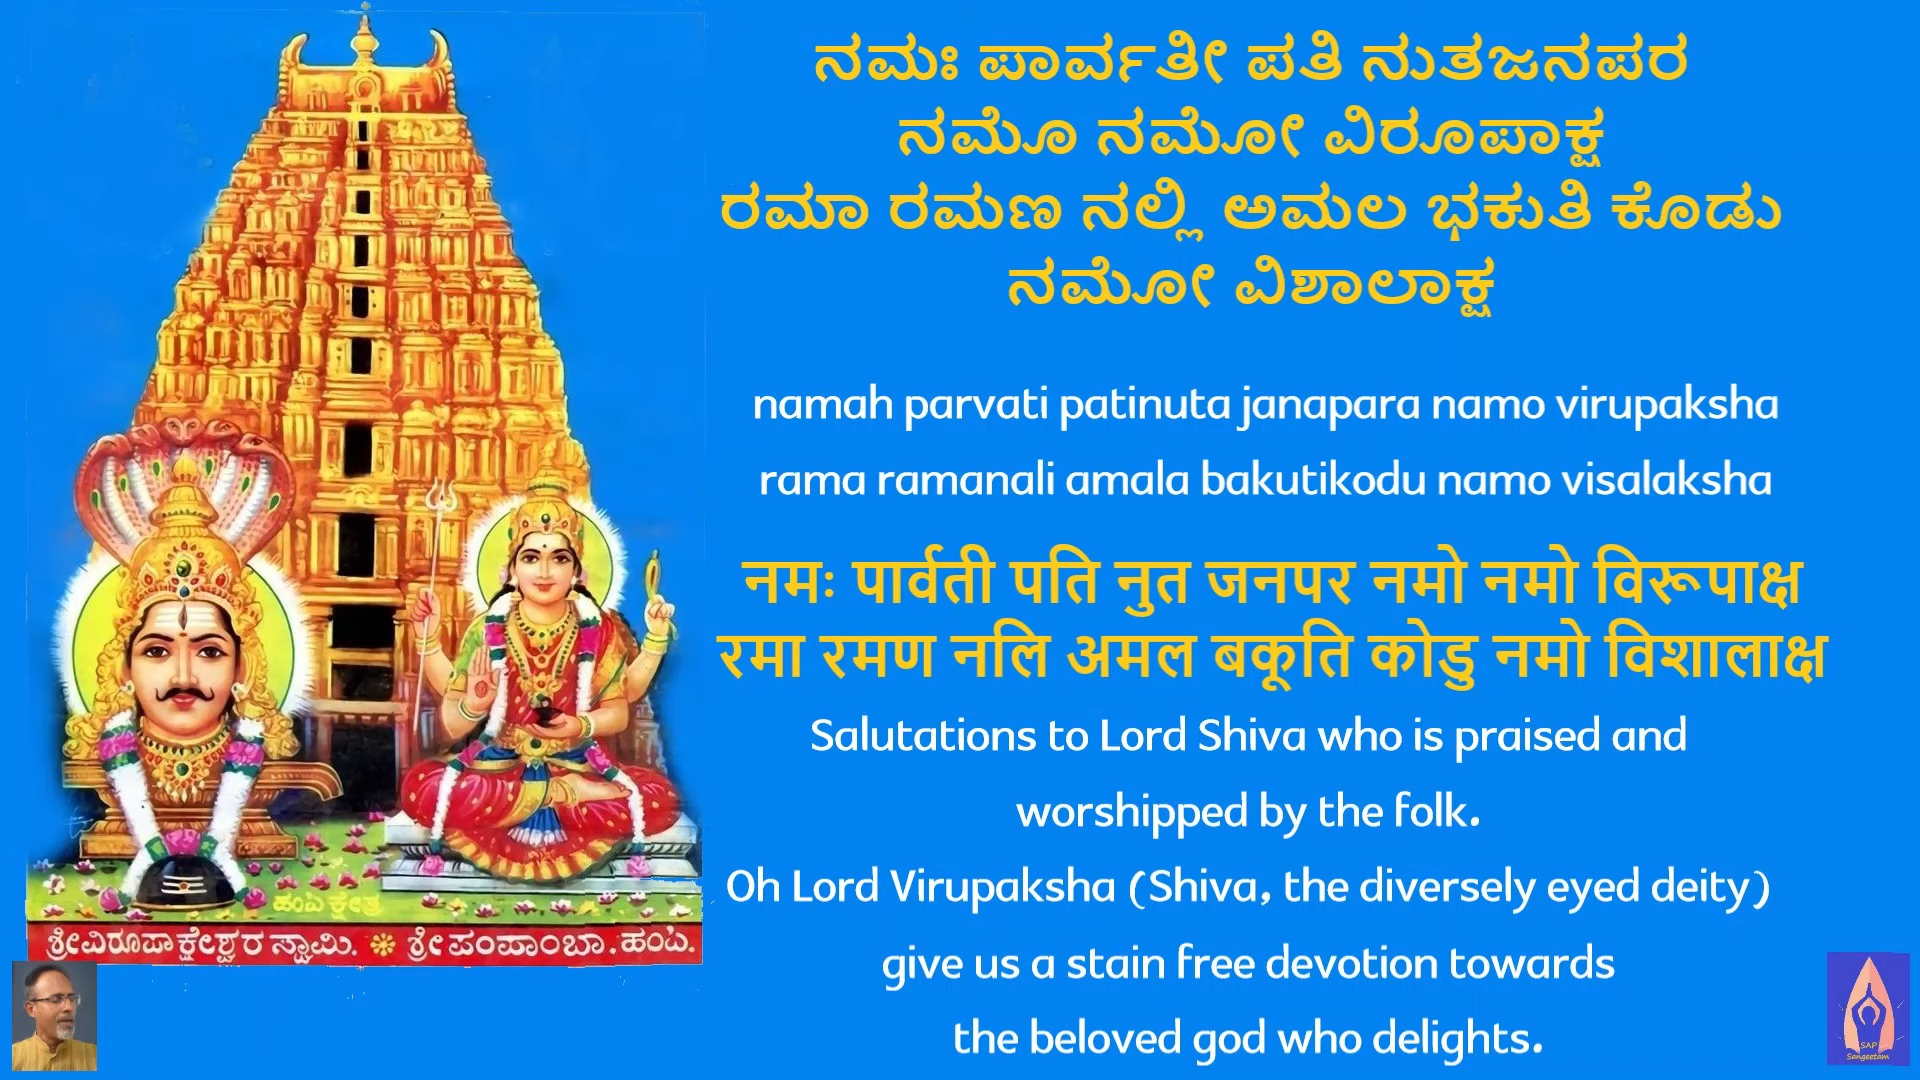 ನಮಃ ಪಾರ್ವತೀ ಪತಿ ನುತಜನಪರ
ನಮೊ ನಮೋ ವಿರೂಪಾಕ್ಷ
ರಮಾ ರಮಣ ನಲ್ಲಿ ಅಮಲ ಭಕುತಿ ಕೊಡು
ನಮೋ ವಿಶಾಲಾಕ್ಷ
namah parvati patinuta janapara namo virupaksha
rama ramanali amala bakutikodu namo visalaksha
नमः पार्वती पति नुत जनपर नमो नमो विरूपाक्ष
रमा रमण नलि अमल बकूति कोडु नमो विशालाक्ष
Salutations to Lord Shiva who is praised and
worshipped by the folk.
Oh Lord Virupaksha (Shiva, the diversely eyed deity)
give us a stain free devotion towards
the beloved god who delights.
ಹಂಪಿ ಕ್ಷೇತ್ರ
ಶ್ರೀವಿರೂಪಾಕ್ಷೇಶ್ವರ ಸ್ವಾಮಿ. ಶ್ರೀ ಪಂಪಾಂಬಾ. ಹಂಪಿ.
SAP
Sangeetam